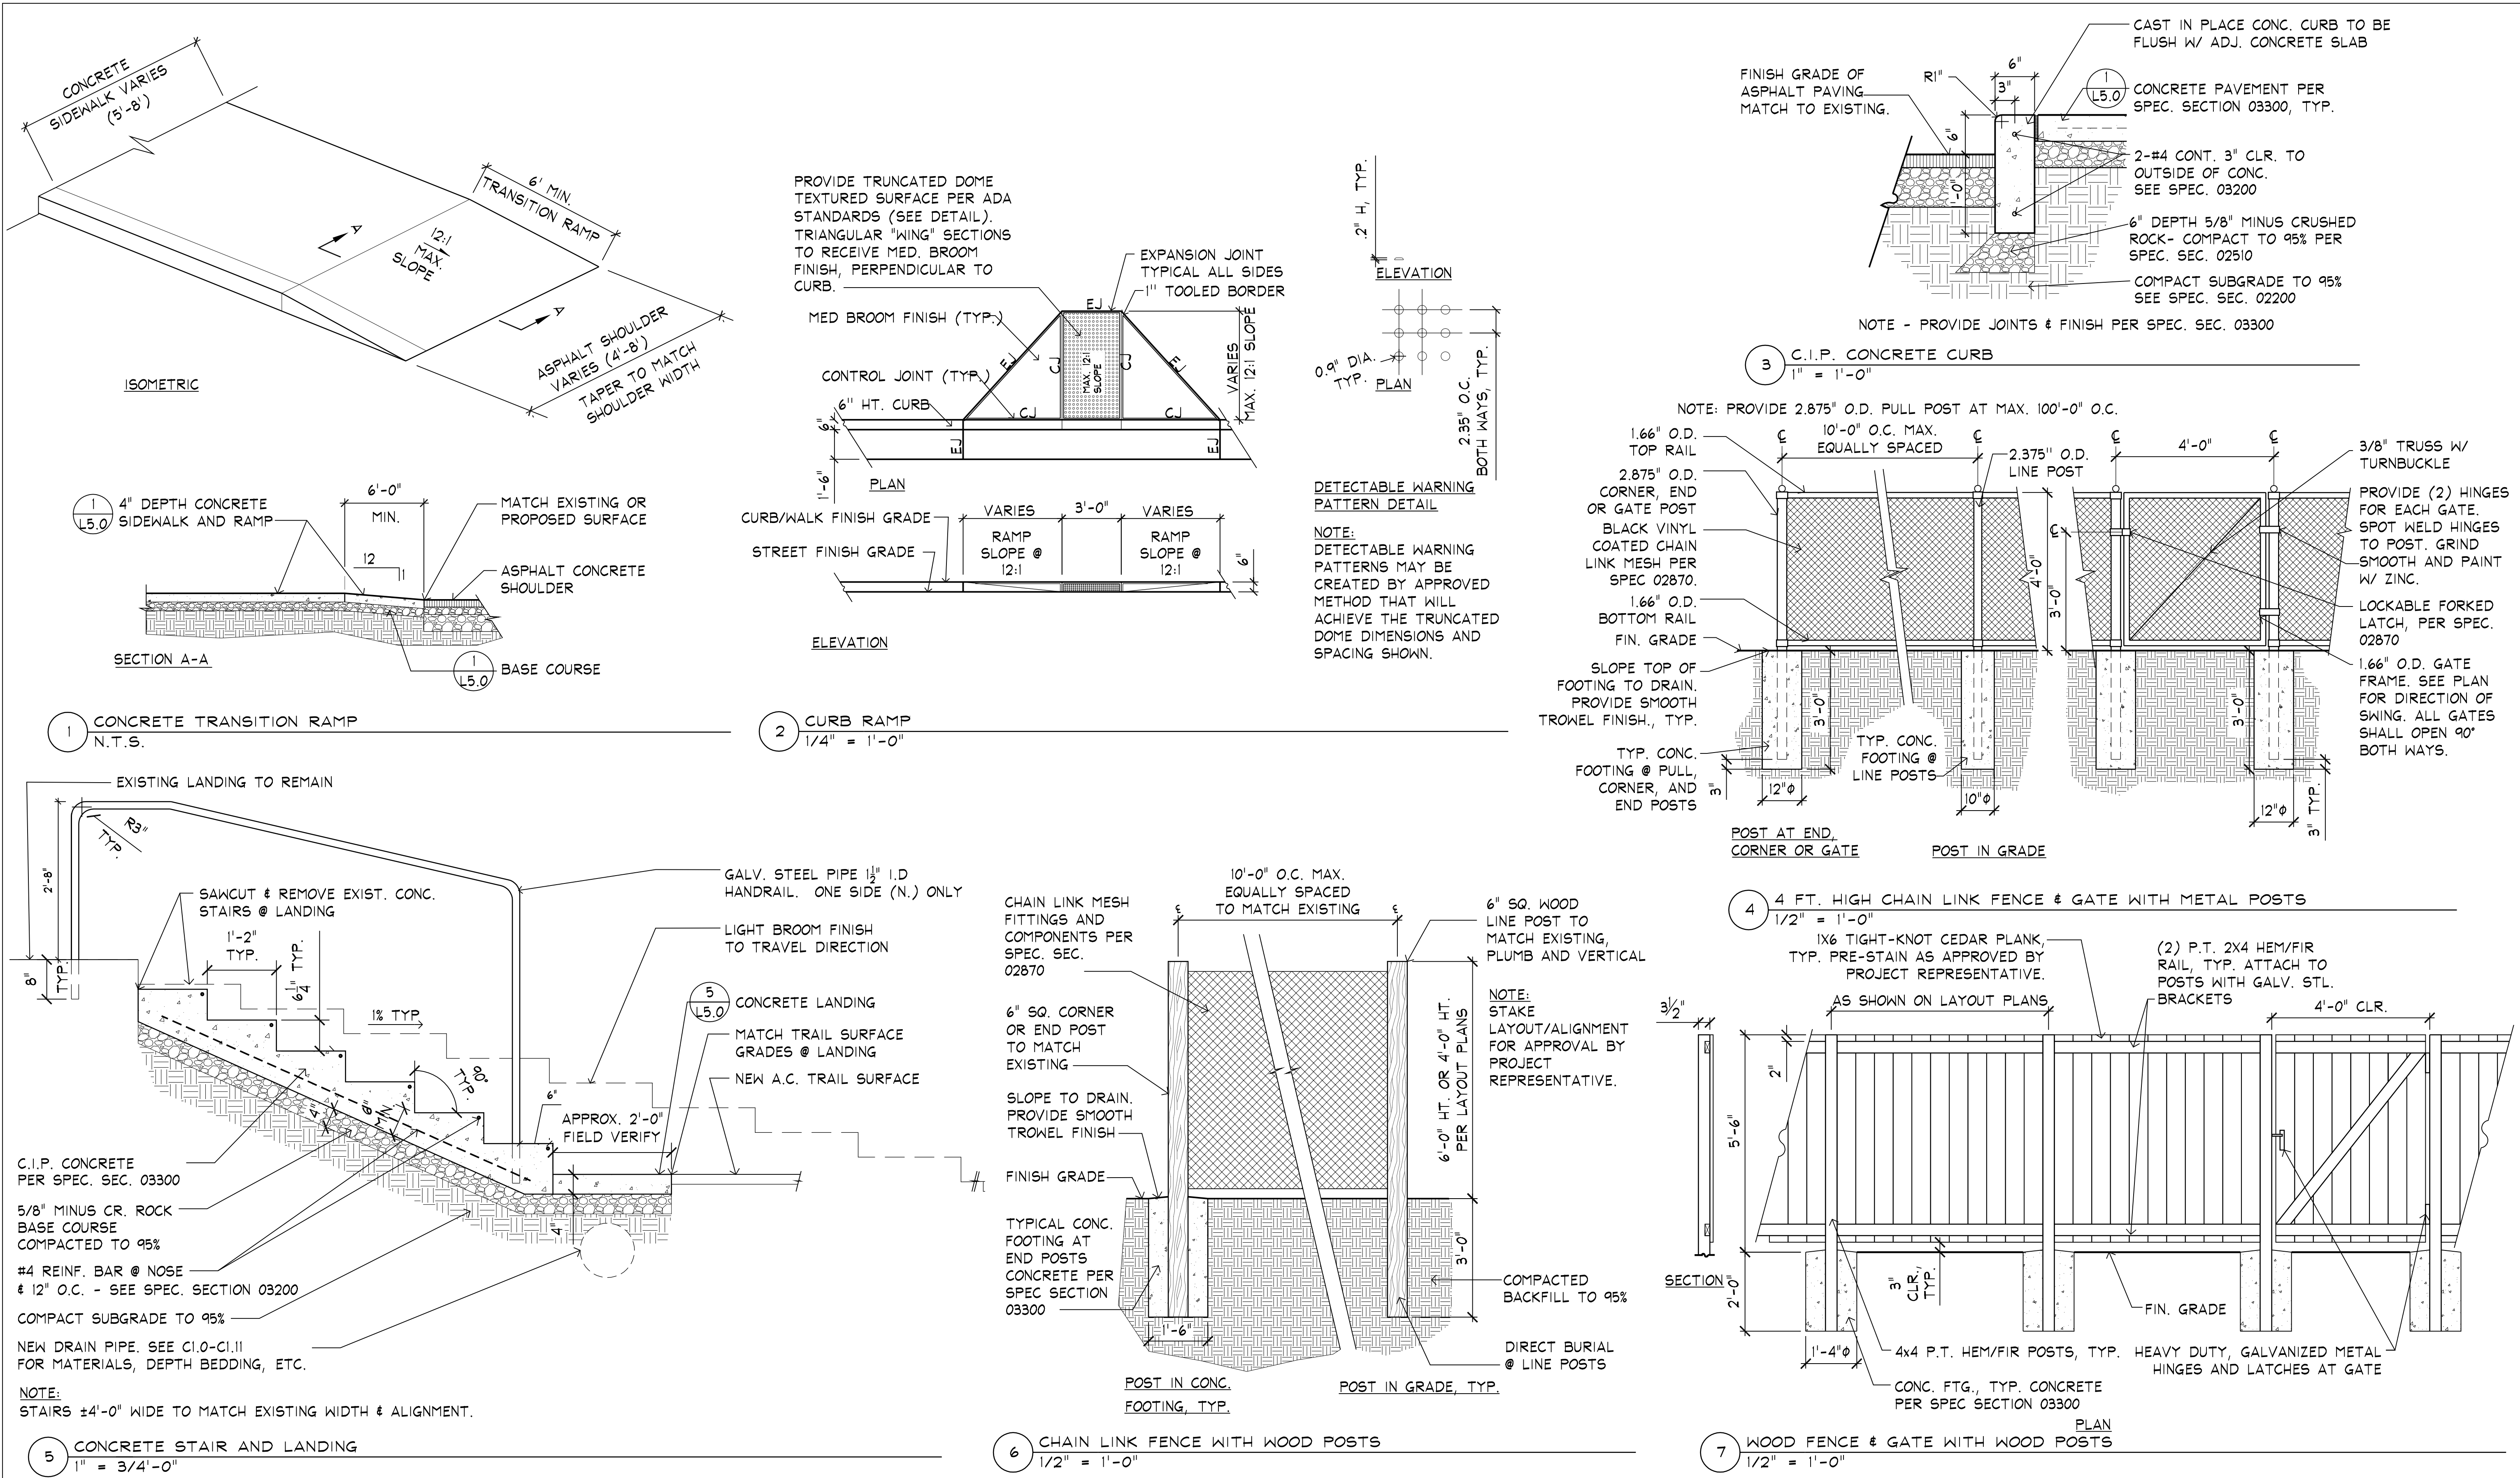 CONCRETE
SIDEWALK VARIES
(5'-8')
6' MIN.
TRANSITION RAMP
A
12:1
MAX.
SLOPE
A
ASPHALT SHOULDER
VARIES (4'-8')
TAPER TO MATCH
SHOULDER WIDTH
ISOMETRIC
1
L5.0
4" DEPTH CONCRETE
SIDEWALK AND RAMP
6'-0"
MIN.
MATCH EXISTING OR
PROPOSED SURFACE
12
1
ASPHALT CONCRETE
SHOULDER
SECTION A-A
1
L5.0
BASE COURSE
1
CONCRETE TRANSITION RAMP
N.T.S.
PROVIDE TRUNCATED DOME
TEXTURED SURFACE PER ADA
STANDARDS (SEE DETAIL).
TRIANGULAR "WING" SECTIONS
TO RECEIVE MED. BROOM
FINISH, PERPENDICULAR TO
CURB.
EXPANSION JOINT
TYPICAL ALL SIDES
1" TOOLED BORDER
MED BROOM FINISH (TYP.)
CONTROL JOINT (TYP.)
6" HT. CURB
EJ
EJ
CJ
MAX. 12:1
SLOPE
CJ
EJ
VARIES
MAX. 12:1 SLOPE
CJ
CJ
EJ
EJ
6"
1'-6"
PLAN
CURB/WALK FINISH GRADE
STREET FINISH GRADE
VARIES
3'-0"
VARIES
RAMP
SLOPE @
12:1
RAMP
SLOPE @
12:1
6"
ELEVATION
.2" H, TYP.
ELEVATION
0.9" DIA.
TYP.
PLAN
2.35" O.C.
BOTH WAYS, TYP.
DETECTABLE WARNING
PATTERN DETAIL
NOTE:
DETECTABLE WARNING
PATTERNS MAY BE
CREATED BY APPROVED
METHOD THAT WILL
ACHIEVE THE TRUNCATED
DOME DIMENSIONS AND
SPACING SHOWN.
2
CURB RAMP
1/4" = 1'-0"
CAST IN PLACE CONC. CURB TO BE
FLUSH W/ ADJ. CONCRETE SLAB
FINISH GRADE OF
ASPHALT PAVING
MATCH TO EXISTING.
R1"
6"
3"
1
L5.0
CONCRETE PAVEMENT PER
SPEC. SECTION 03300, TYP.
6"
1'-0"
2-#4 CONT. 3" CLR. TO
OUTSIDE OF CONC.
SEE SPEC. 03200
6" DEPTH 5/8" MINUS CRUSHED
ROCK- COMPACT TO 95% PER
SPEC. SEC. 02510
COMPACT SUBGRADE TO 95%
SEE SPEC. SEC. 02200
NOTE - PROVIDE JOINTS & FINISH PER SPEC. SEC. 03300
3
C.I.P. CONCRETE CURB
1" = 1'-0"
NOTE: PROVIDE 2.875" O.D. PULL POST AT MAX. 100'-0" O.C.
1.66" O.D.
TOP RAIL
2.875" O.D.
CORNER, END
OR GATE POST
BLACK VINYL
COATED CHAIN
LINK MESH PER
SPEC 02870.
1.66" O.D.
BOTTOM RAIL
FIN. GRADE
SLOPE TOP OF
FOOTING TO DRAIN.
PROVIDE SMOOTH
TROWEL FINISH., TYP.
TYP. CONC.
FOOTING @ PULL,
CORNER, AND
END POSTS
10'-0" O.C. MAX.
EQUALLY SPACED
2.375" O.D.
LINE POST
4'-0"
4'-0"
3'-0"
3'-0"
3'-0"
TYP. CONC.
FOOTING @
LINE POSTS
3"
12"φ
10"φ
12"φ
3" TYP.
3/8" TRUSS W/
TURNBUCKLE
PROVIDE (2) HINGES
FOR EACH GATE.
SPOT WELD HINGES
TO POST. GRIND
SMOOTH AND PAINT
W/ ZINC.
LOCKABLE FORKED
LATCH, PER SPEC.
02870
1.66" O.D. GATE
FRAME. SEE PLAN
FOR DIRECTION OF
SWING. ALL GATES
SHALL OPEN 90°
BOTH WAYS.
POST AT END,
CORNER OR GATE
POST IN GRADE
4
4 FT. HIGH CHAIN LINK FENCE & GATE WITH METAL POSTS
1/2" = 1'-0"
EXISTING LANDING TO REMAIN
R3"
TYP.
2'-8"
8"
TYP.
SAWCUT & REMOVE EXIST. CONC.
STAIRS @ LANDING
1'-2"
TYP.
6 1/4" TYP.
1% TYP.
90°
TYP.
4"
6"
MIN.
6"
4"
APPROX. 2'-0"
FIELD VERIFY
GALV. STEEL PIPE 1½" I.D
HANDRAIL. ONE SIDE (N.) ONLY
LIGHT BROOM FINISH
TO TRAVEL DIRECTION
5
L5.0
CONCRETE LANDING
MATCH TRAIL SURFACE
GRADES @ LANDING
NEW A.C. TRAIL SURFACE
C.I.P. CONCRETE
PER SPEC. SEC. 03300
5/8" MINUS CR. ROCK
BASE COURSE
COMPACTED TO 95%
#4 REINF. BAR @ NOSE
& 12" O.C. - SEE SPEC. SECTION 03200
COMPACT SUBGRADE TO 95%
NEW DRAIN PIPE. SEE C1.0-C1.11
FOR MATERIALS, DEPTH BEDDING, ETC.
NOTE:
STAIRS ±4'-0" WIDE TO MATCH EXISTING WIDTH & ALIGNMENT.
5
CONCRETE STAIR AND LANDING
1" = 3/4'-0"
CHAIN LINK MESH
FITTINGS AND
COMPONENTS PER
SPEC. SEC.
02870
6" SQ. CORNER
OR END POST
TO MATCH
EXISTING
SLOPE TO DRAIN.
PROVIDE SMOOTH
TROWEL FINISH
FINISH GRADE
TYPICAL CONC.
FOOTING AT
END POSTS
CONCRETE PER
SPEC SECTION
03300
10'-0" O.C. MAX.
EQUALLY SPACED
TO MATCH EXISTING
6" SQ. WOOD
LINE POST TO
MATCH EXISTING,
PLUMB AND VERTICAL
NOTE:
STAKE
LAYOUT/ALIGNMENT
FOR APPROVAL BY
PROJECT
REPRESENTATIVE.
6'-0" HT. OR 4'-0" HT.
PER LAYOUT PLANS
3'-0"
1'-6"
COMPACTED
BACKFILL TO 95%
DIRECT BURIAL
@ LINE POSTS
POST IN CONC.
FOOTING, TYP.
POST IN GRADE, TYP.
6
CHAIN LINK FENCE WITH WOOD POSTS
1/2" = 1'-0"
1X6 TIGHT-KNOT CEDAR PLANK,
TYP. PRE-STAIN AS APPROVED BY
PROJECT REPRESENTATIVE.
(2) P.T. 2X4 HEM/FIR
RAIL, TYP. ATTACH TO
POSTS WITH GALV. STL.
BRACKETS
3½"
AS SHOWN ON LAYOUT PLANS
4'-0" CLR.
2"
5'-6"
2'-0"
3"
CLR.,
TYP.
SECTION
FIN. GRADE
1'-4"φ
4x4 P.T. HEM/FIR POSTS, TYP.
HEAVY DUTY, GALVANIZED METAL
HINGES AND LATCHES AT GATE
CONC. FTG., TYP. CONCRETE
PER SPEC SECTION 03300
PLAN
7
WOOD FENCE & GATE WITH WOOD POSTS
1/2" = 1'-0"